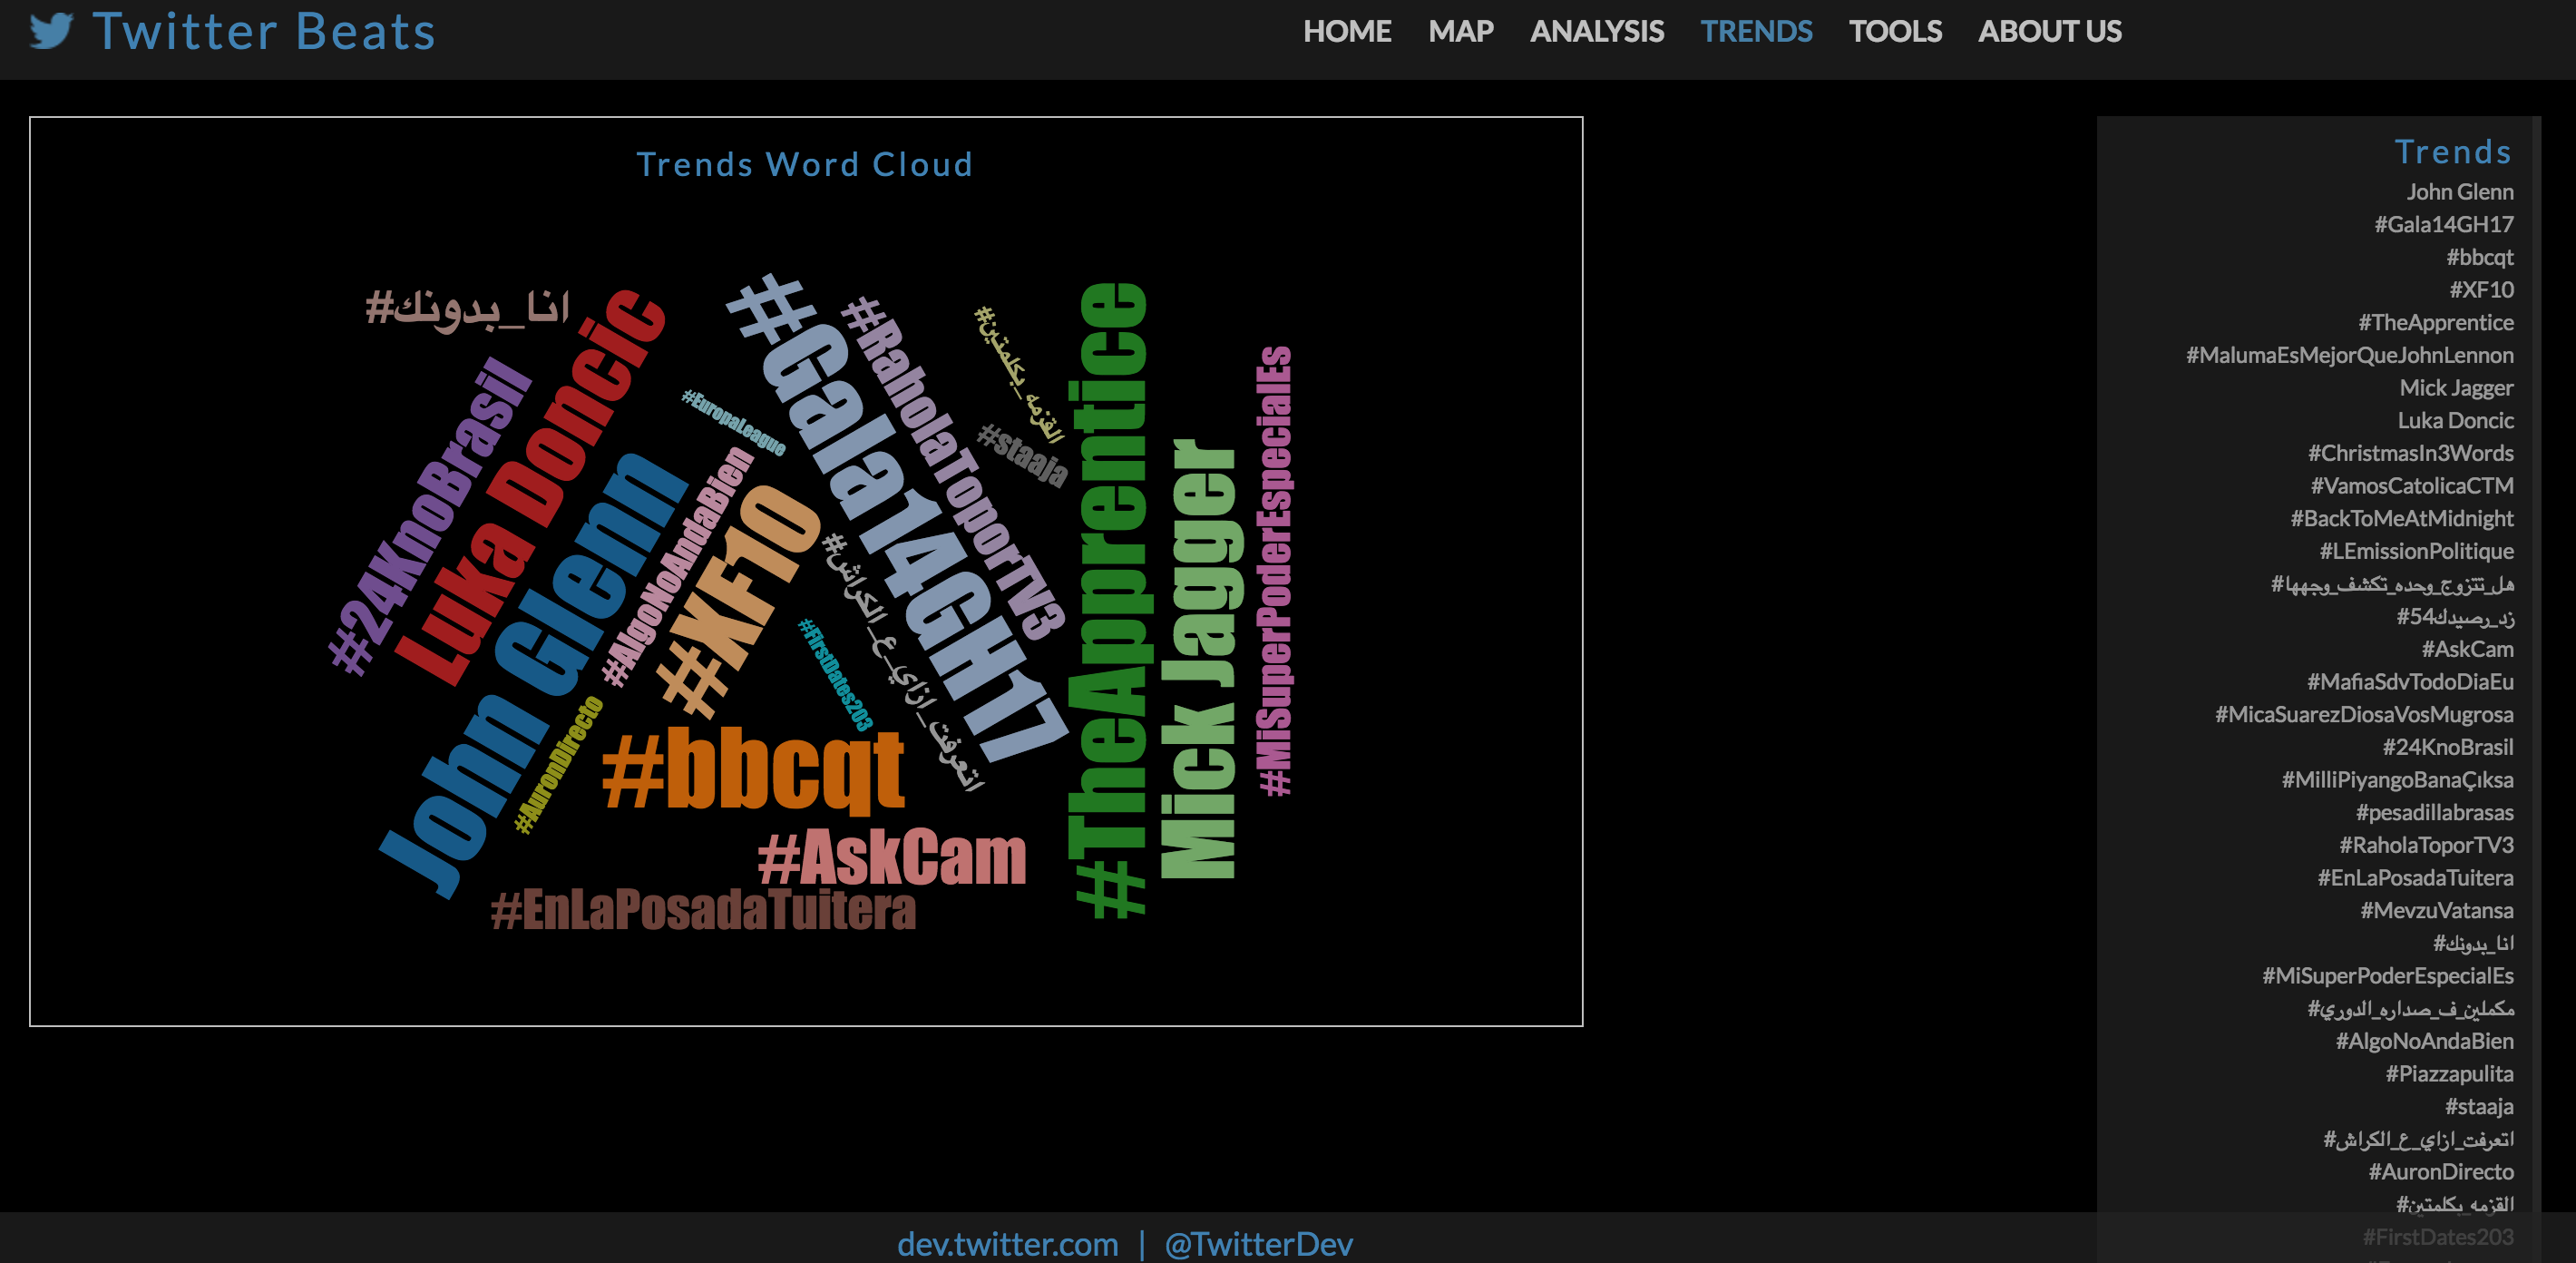 Twitter Beats
HOME MAP ANALYSIS TRENDS TOOLS ABOUT US
Trends Word Cloud
#انا_بدونك
Luka Doncic
#24KnoBrasil
John Glenn
#EuropaLeague
#AlgoNoAndaBien
#XF10
#AuronDirecto
#Gala14GH17
#RaholaToporTV3
#القزمه_بكلمتين
#staaja
#اتعرفت_ازاي_ع_الكراش
#FirstDates203
#bbcqt
#AskCam
#EnLaPosadaTuitera
#TheApprentice
Mick Jagger
#MiSuperPoderEspecialEs
Trends
John Glenn
#Gala14GH17
#bbcqt
#XF10
#TheApprentice
#MalumaEsMejorQueJohnLennon
Mick Jagger
Luka Doncic
#ChristmasIn3Words
#VamosCatolicaCTM
#BackToMeAtMidnight
#LEmissionPolitique
#هل_تتزوج_وحده_تكشف_وجهها
#زد_رصيدك54
#AskCam
#MafiaSdvTodoDiaEu
#MicaSuarezDiosaVosMugrosa
#24KnoBrasil
#MilliPiyangoBanaÇıksa
#pesadillabrasas
#RaholaToporTV3
#EnLaPosadaTuitera
#MevzuVatansa
#انا_بدونك
#MiSuperPoderEspecialEs
#مكملين_ف_صداره_الدوري
#AlgoNoAndaBien
#Piazzapulita
#staaja
#اتعرفت_ازاي_ع_الكراش
#AuronDirecto
#القزمه_بكلمتين
#FirstDates203
dev.twitter.com | @TwitterDev